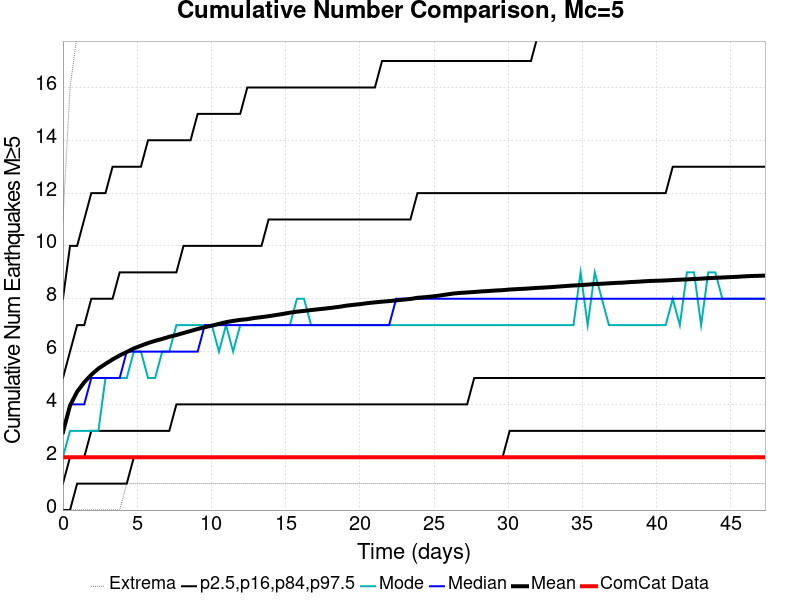 Cumulative Number Comparison, Mc=5
Cumulative Num Earthquakes M≥5
16
14
12
10
8
6
4
2
0
0 5 10 15 20 25 30 35 40 45
Time (days)
Extrema p2.5,p16,p84,p97.5 Mode Median Mean ComCat Data